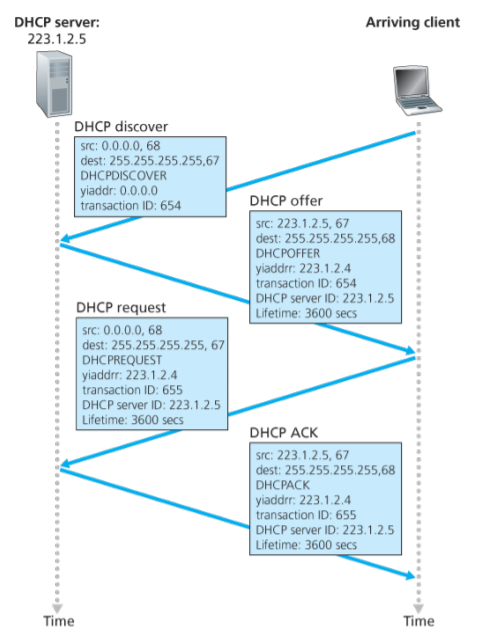 DHCP server:
223.1.2.5
Arriving client
DHCP discover
src: 0.0.0.0, 68
dest: 255.255.255.255,67
DHCPDISCOVER
yiaddr: 0.0.0.0
transaction ID: 654
DHCP offer
src: 223.1.2.5, 67
dest: 255.255.255.255,68
DHCPOFFER
yiaddrr: 223.1.2.4
transaction ID: 654
DHCP server ID: 223.1.2.5
Lifetime: 3600 secs
DHCP request
src: 0.0.0.0, 68
dest: 255.255.255.255, 67
DHCPREQUEST
yiaddrr: 223.1.2.4
transaction ID: 655
DHCP server ID: 223.1.2.5
Lifetime: 3600 secs
DHCP ACK
src: 223.1.2.5, 67
dest: 255.255.255.255,68
DHCPACK
yiaddrr: 223.1.2.4
transaction ID: 655
DHCP server ID: 223.1.2.5
Lifetime: 3600 secs
Time
Time